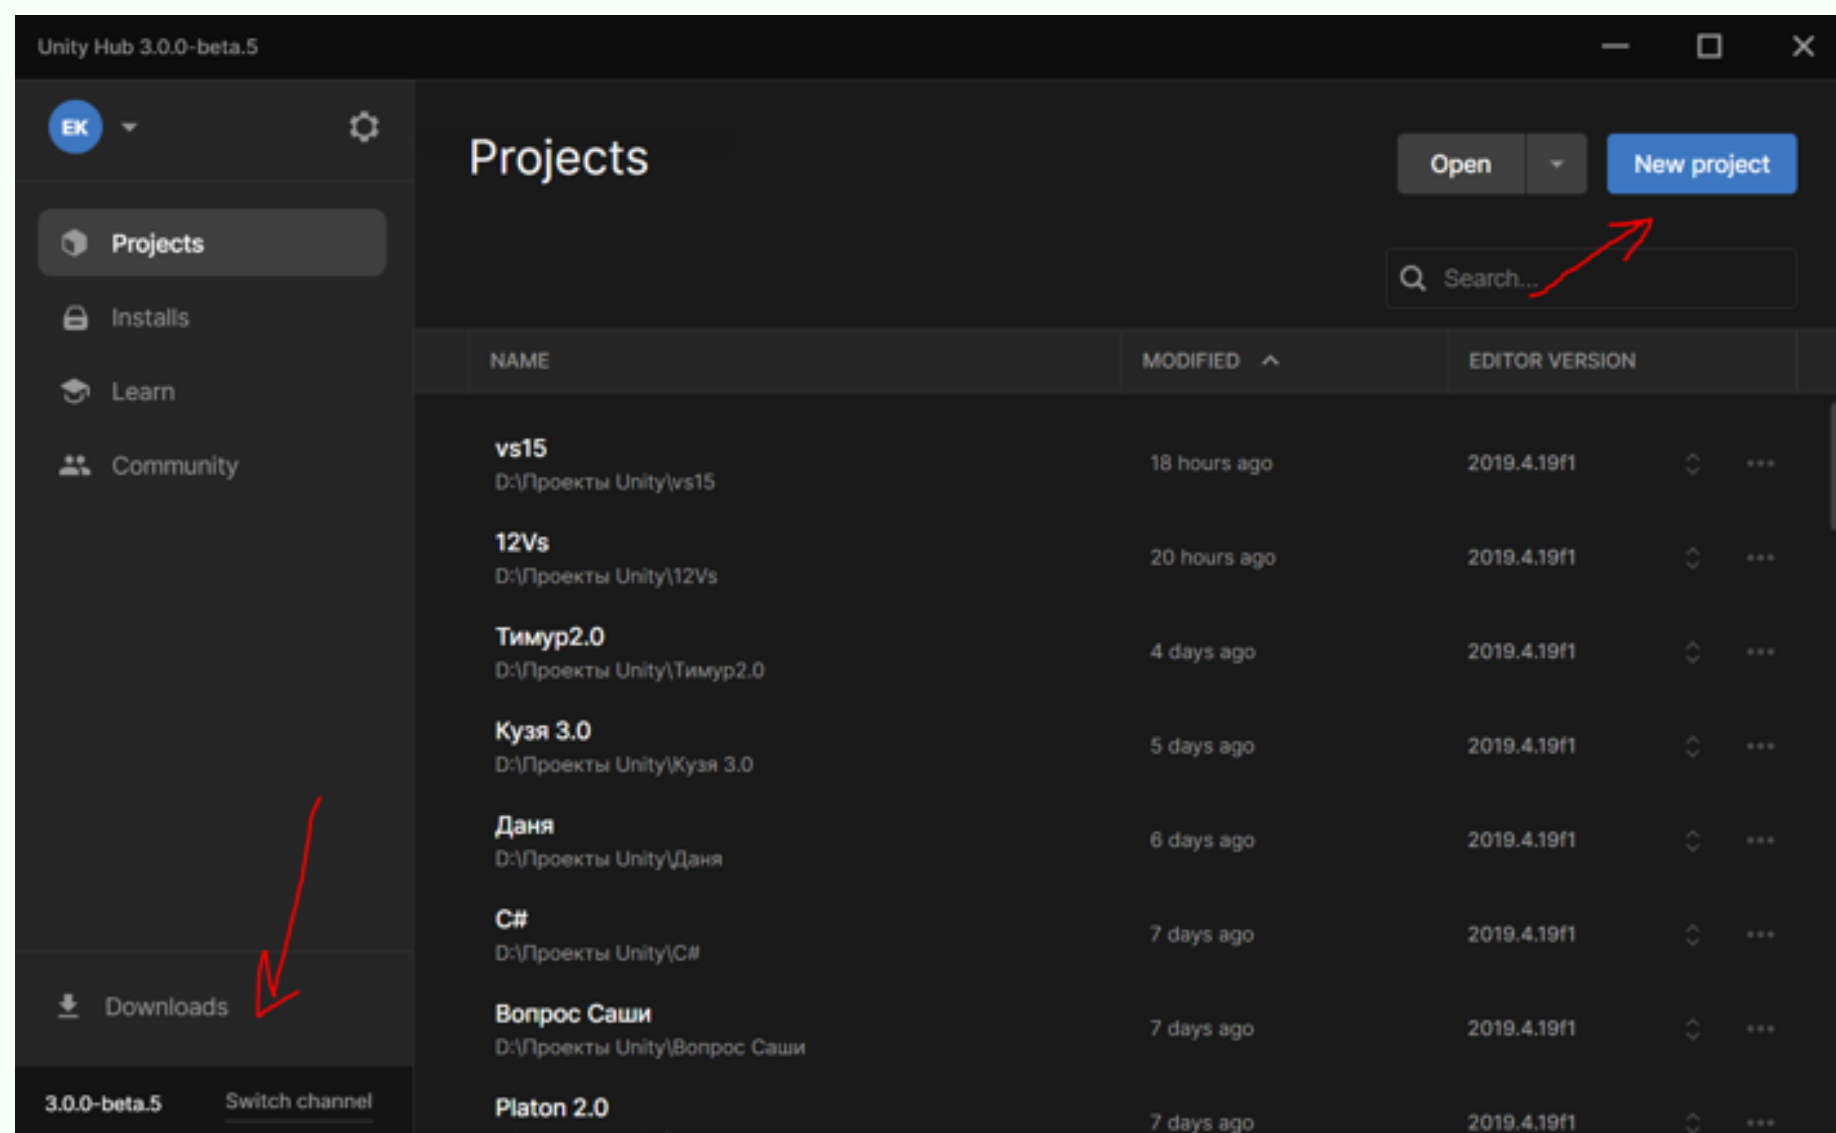 Unity Hub 3.0.0-beta.5
EK
Projects
Installs
Learn
Community
Downloads
3.0.0-beta.5 Switch channel
Projects
Open
New project
Search...
NAME MODIFIED EDITOR VERSION
vs15
D:\Проекты Unity\vs15
18 hours ago 2019.4.19f1
12Vs
D:\Проекты Unity\12Vs
20 hours ago 2019.4.19f1
Тимур2.0
D:\Проекты Unity\Тимур2.0
4 days ago 2019.4.19f1
Кузя 3.0
D:\Проекты Unity\Кузя 3.0
5 days ago 2019.4.19f1
Даня
D:\Проекты Unity\Даня
6 days ago 2019.4.19f1
C#
D:\Проекты Unity\C#
7 days ago 2019.4.19f1
Вопрос Саши
D:\Проекты Unity\Вопрос Саши
7 days ago 2019.4.19f1
Platon 2.0
7 days ago 2019.4.19f1